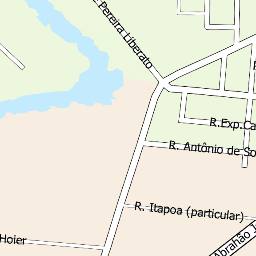 Pereira Liberato
R.Exp.Ca
R. Antônio de So
R. Itapoa (particular)
Hoier
Abrahão J